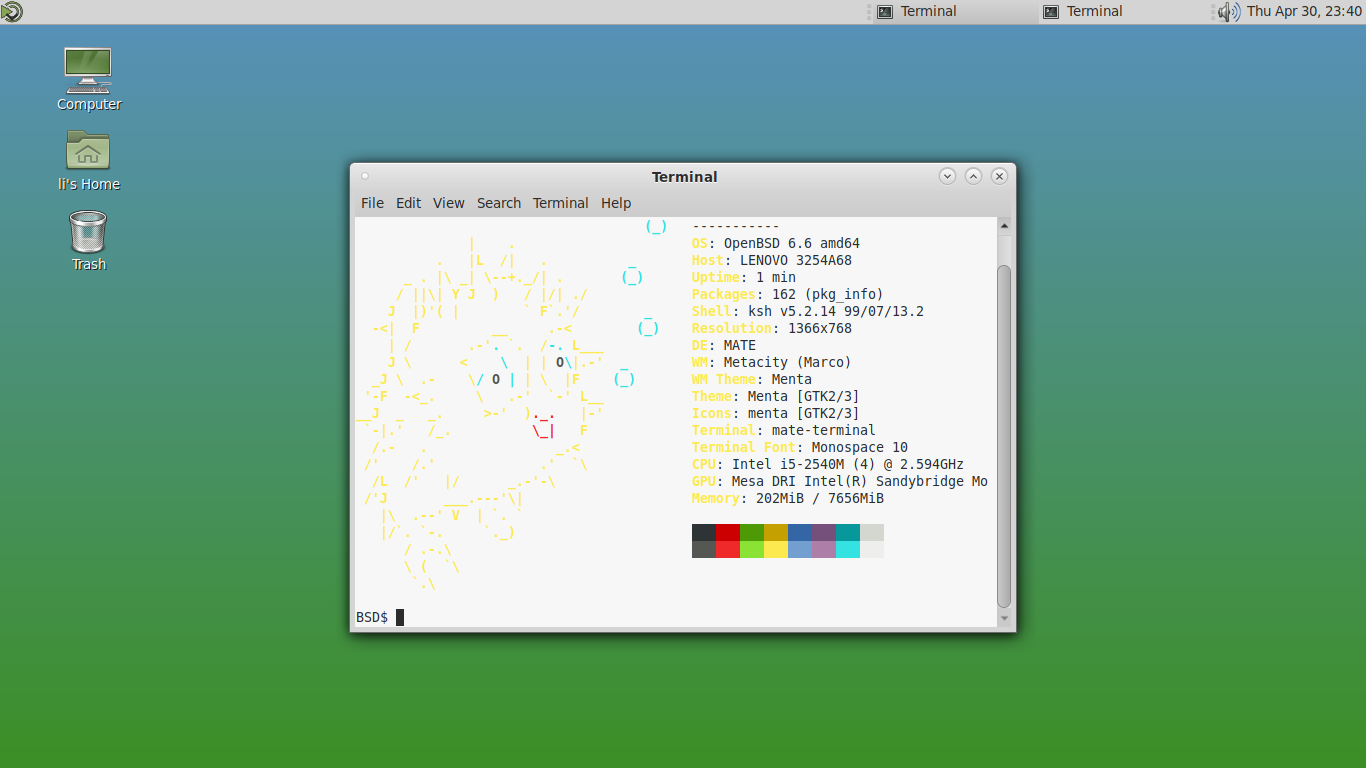 Terminal
Terminal
Thu Apr 30, 23:40
Computer
li's Home
Trash
Terminal
File Edit View Search Terminal Help
-----------
OS: OpenBSD 6.6 amd64
Host: LENOVO 3254A68
Uptime: 1 min
Packages: 162 (pkg_info)
Shell: ksh v5.2.14 99/07/13.2
Resolution: 1366x768
DE: MATE
WM: Metacity (Marco)
WM Theme: Menta
Theme: Menta [GTK2/3]
Icons: menta [GTK2/3]
Terminal: mate-terminal
Terminal Font: Monospace 10
CPU: Intel i5-2540M (4) @ 2.594GHz
GPU: Mesa DRI Intel(R) Sandybridge Mo
Memory: 202MiB / 7656MiB
BSD$